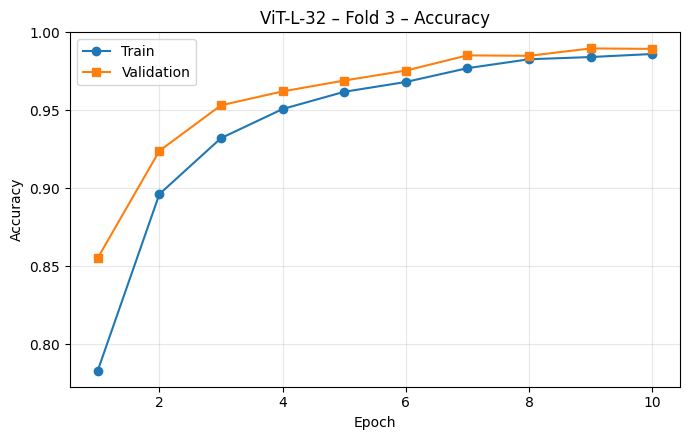 ViT-L-32 – Fold 3 – Accuracy
Train
Validation
Accuracy
1.00
0.95
0.90
0.85
0.80
2
4
6
8
10
Epoch